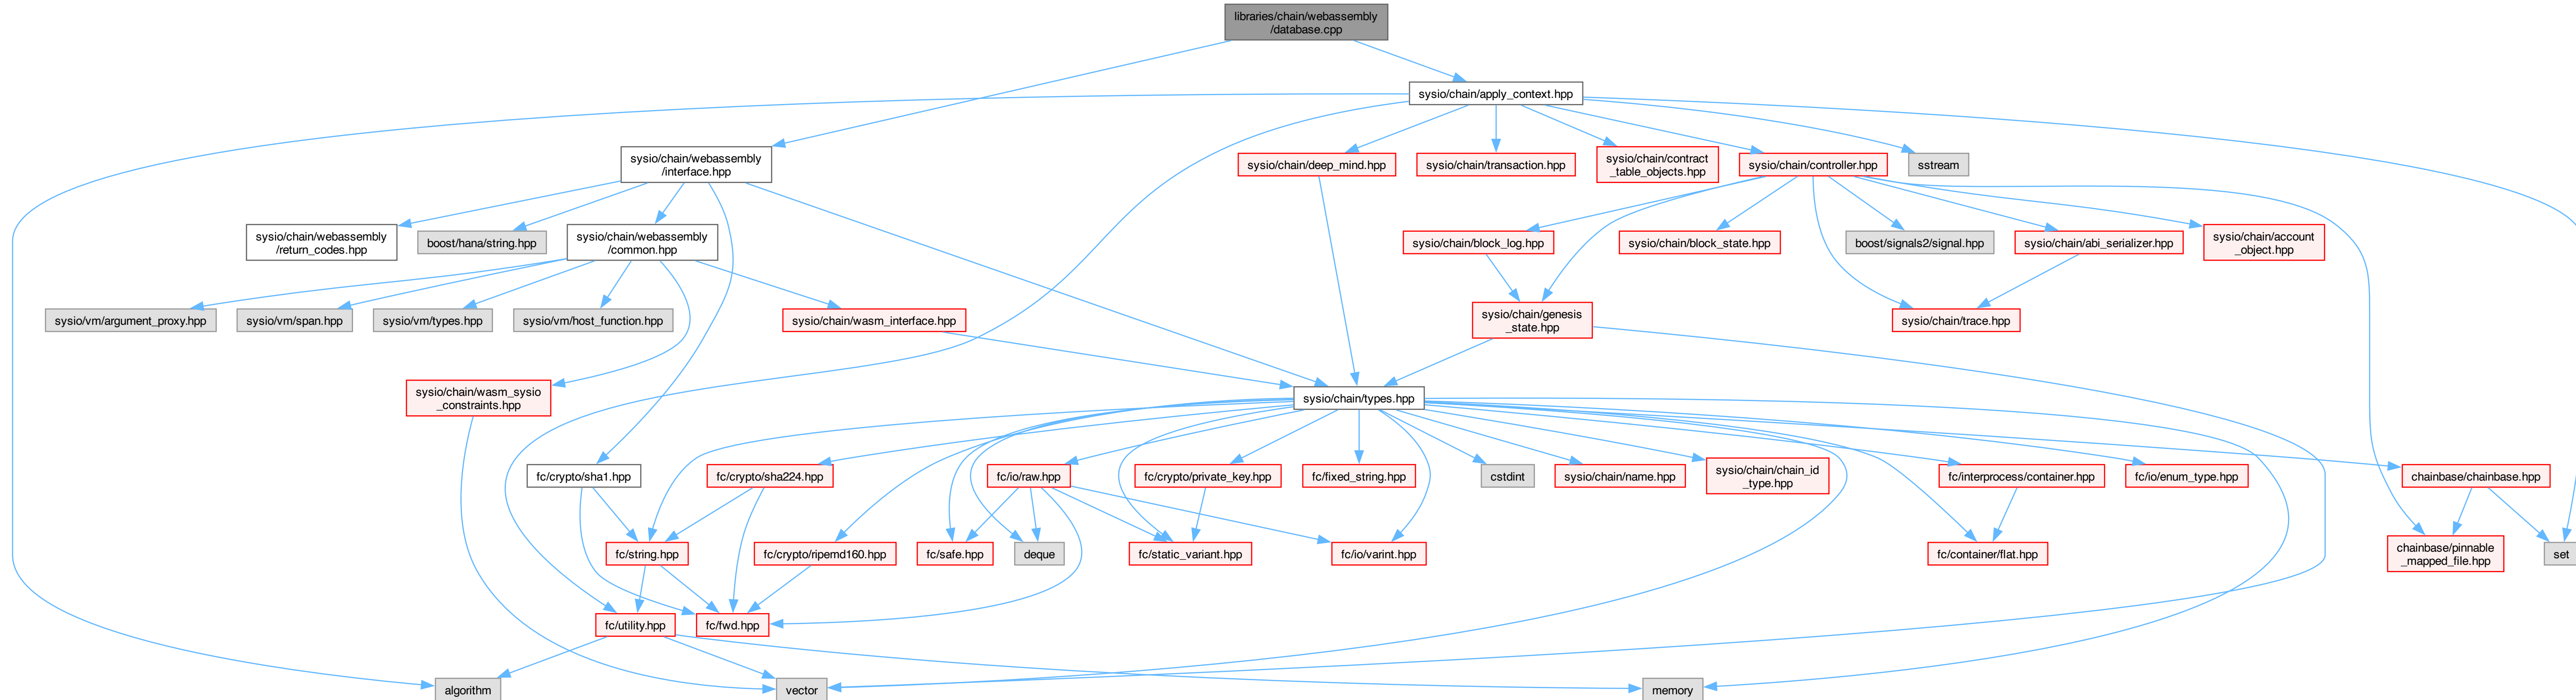 libraries/chain/webassembly
/database.cpp
sysio/chain/apply_context.hpp
sysio/chain/webassembly
/interface.hpp
sysio/chain/deep_mind.hpp
sysio/chain/transaction.hpp
sysio/chain/contract
_table_objects.hpp
sysio/chain/controller.hpp
sstream
sysio/chain/webassembly
/return_codes.hpp
boost/hana/string.hpp
sysio/chain/webassembly
/common.hpp
sysio/chain/block_log.hpp
sysio/chain/block_state.hpp
boost/signals2/signal.hpp
sysio/chain/abi_serializer.hpp
sysio/chain/account
_object.hpp
sysio/vm/argument_proxy.hpp
sysio/vm/span.hpp
sysio/vm/types.hpp
sysio/vm/host_function.hpp
sysio/chain/wasm_interface.hpp
sysio/chain/genesis
_state.hpp
sysio/chain/trace.hpp
sysio/chain/wasm_sysio
_constraints.hpp
sysio/chain/types.hpp
fc/crypto/sha1.hpp
fc/crypto/sha224.hpp
fc/io/raw.hpp
fc/crypto/private_key.hpp
fc/fixed_string.hpp
cstdint
sysio/chain/name.hpp
sysio/chain/chain_id
_type.hpp
fc/interprocess/container.hpp
fc/io/enum_type.hpp
chainbase/chainbase.hpp
fc/string.hpp
fc/crypto/ripemd160.hpp
fc/safe.hpp
deque
fc/static_variant.hpp
fc/io/varint.hpp
fc/container/flat.hpp
chainbase/pinnable
_mapped_file.hpp
set
fc/utility.hpp
fc/fwd.hpp
algorithm
vector
memory